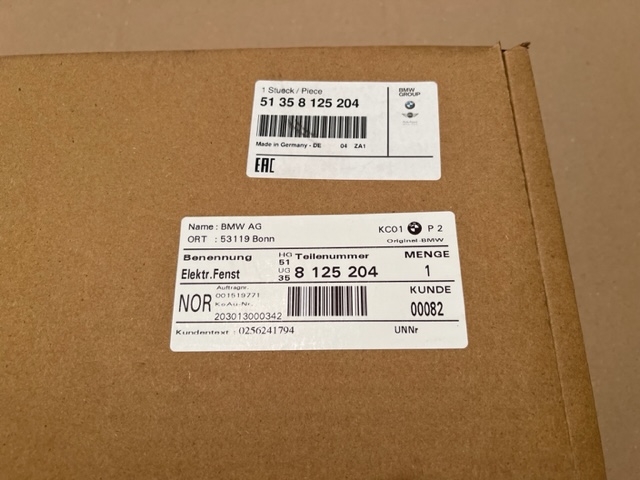 1 Stueck / Piece
51 35 8 125 204
BMW GROUP
Made in Germany - DE 04 ZA1
EAC
Name : BMW AG KC01 P 2
ORT : 53119 Bonn Original BMW
Benennung HG Teilenummer MENGE
51
Elektr.Fenst UG 8 125 204 1
35
Auftragnr. KUNDE
NOR 001519771 00082
KoAu.-Nr.
203013000342
Kundentext : 0256241794 UNNr